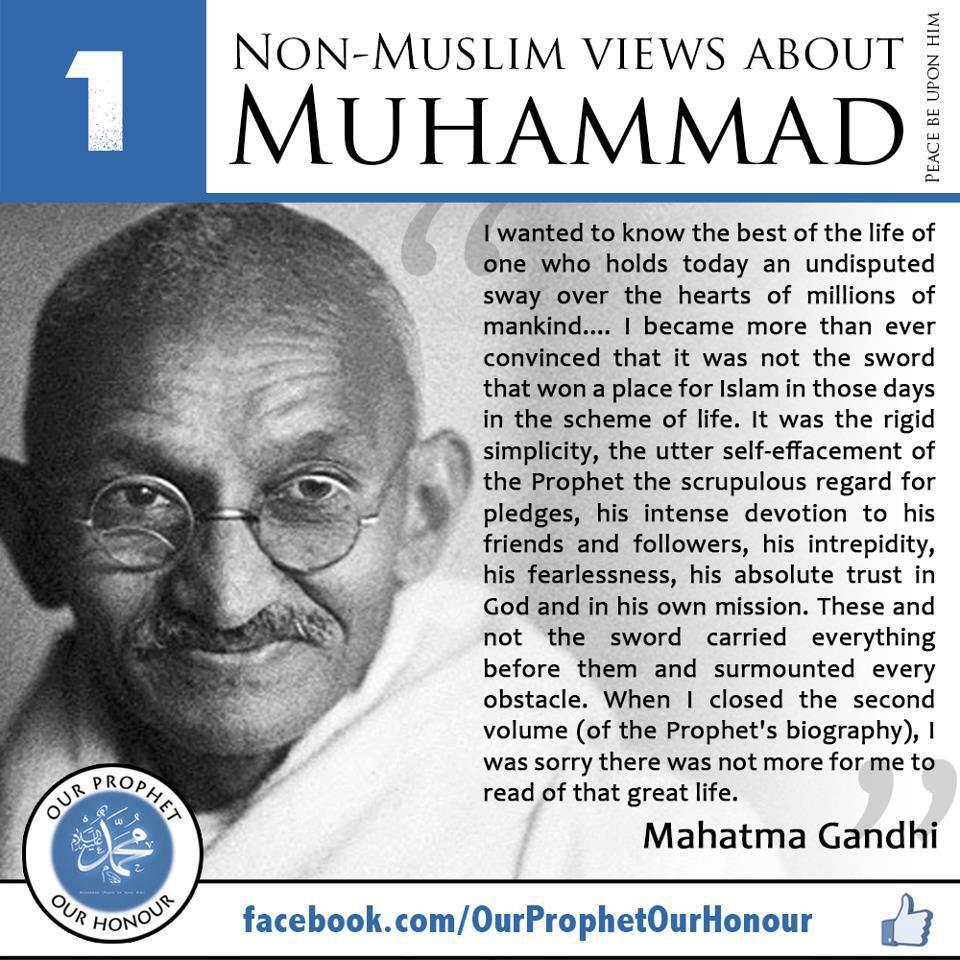 1
NON-MUSLIM VIEWS ABOUT
MUHAMMAD
PEACE BE UPON HIM
“
I wanted to know the best of the life of
one who holds today an undisputed
sway over the hearts of millions of
mankind.... I became more than ever
convinced that it was not the sword
that won a place for Islam in those days
in the scheme of life. It was the rigid
simplicity, the utter self-effacement of
the Prophet the scrupulous regard for
pledges, his intense devotion to his
friends and followers, his intrepidity,
his fearlessness, his absolute trust in
God and in his own mission. These and
not the sword carried everything
before them and surmounted every
obstacle. When I closed the second
volume (of the Prophet's biography), I
was sorry there was not more for me to
read of that great life.
”
Mahatma Gandhi
OUR PROPHET
محمد
عليه السلام
OUR HONOUR
facebook.com/OurProphetOurHonour